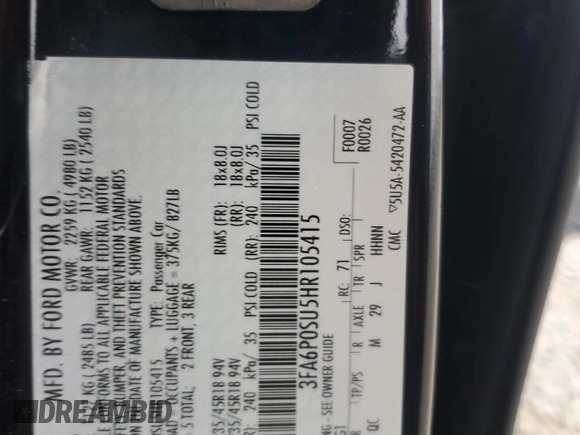 MFD. BY FORD MOTOR CO.
GVWR: 2259 KG ( 4980 LB)
KG ( 2485 LB) REAR GAWR: 1152 KG ( 2540 LB)
CONFORMS TO ALL APPLICABLE FEDERAL MOTOR
BUMPER, AND THEFT PREVENTION STANDARDS
DATE OF MANUFACTURE SHOWN ABOVE.
105415 TYPE: Passenger Car
OCCUPANTS + LUGGAGE = 375KG/ 827LB
5 TOTAL: 2 FRONT, 3 REAR
35/45R18 94V RIMS (FR): 18x8.0J
35/45R18 94V (RR): 18x8.0J
240 kPa/ 35 PSI COLD (RR): 240 kPa/ 35 PSI COLD
3FA6P0SU5HR105415
NG- SEE OWNER GUIDE RC: 71 DSO:
F0007
R0026
TP/PS R AXLE TR SPR
QC M 29 J HHNN
CMC ▽5U5A-5420472-AA
DREAMBID